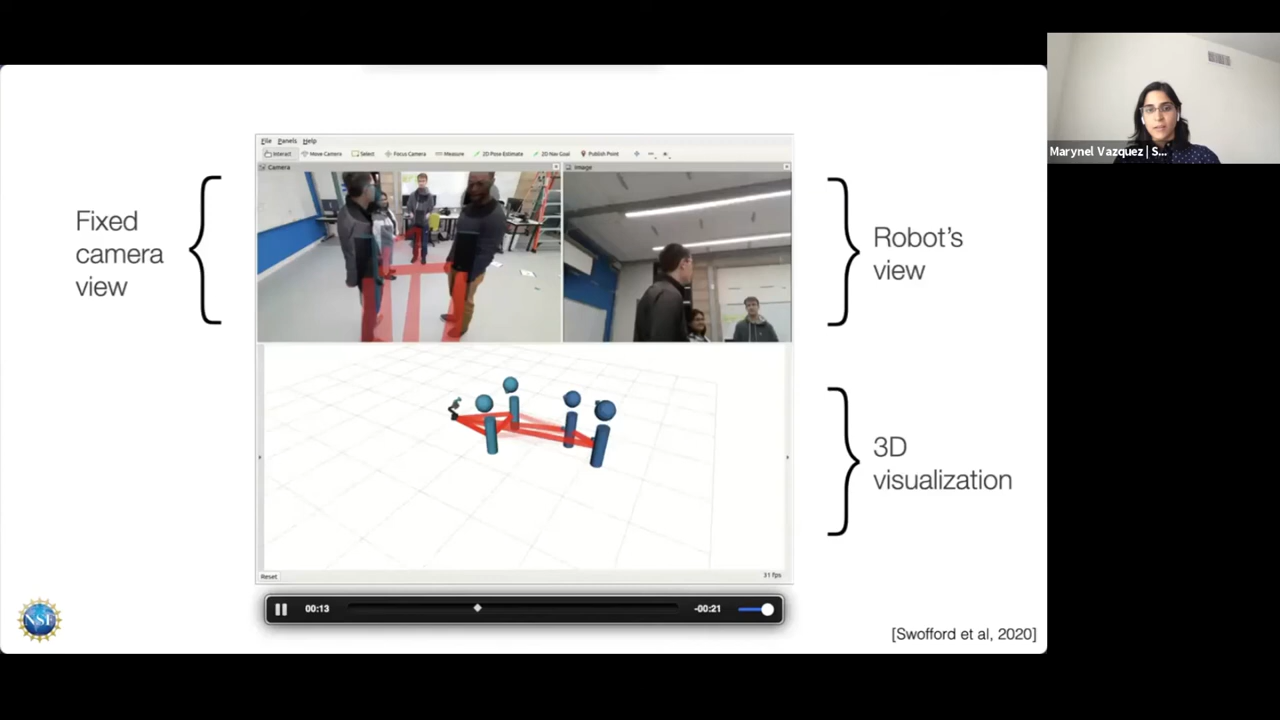 Marynel Vazquez | S...
File Panels Help
Interact Move Camera Select Focus Camera Measure 2D Pose Estimate 2D Nav Goal Publish Point
Camera
Image
Fixed
camera
view
Robot's
view
3D
visualization
Reset
31 fps
00:13
-00:21
NSF
[Swofford et al, 2020]